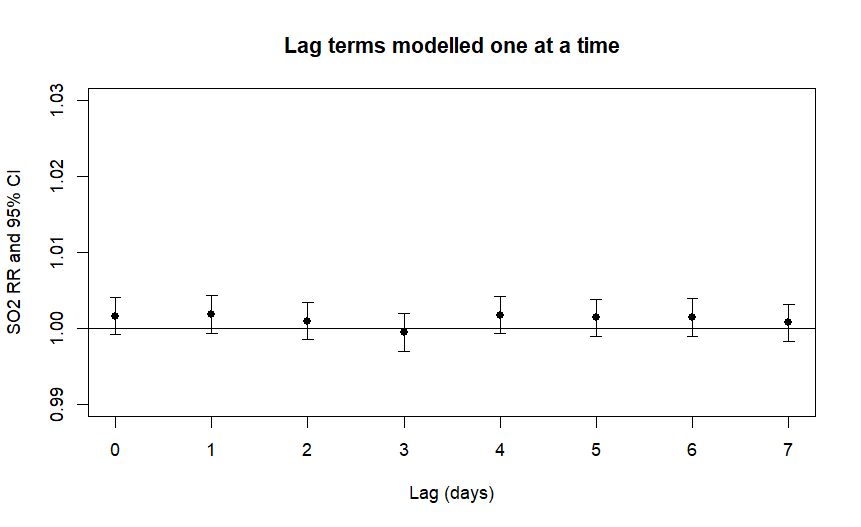 Lag terms modelled one at a time
SO2 RR and 95% CI
1.03
1.02
1.01
1.00
0.99
0 1 2 3 4 5 6 7
Lag (days)